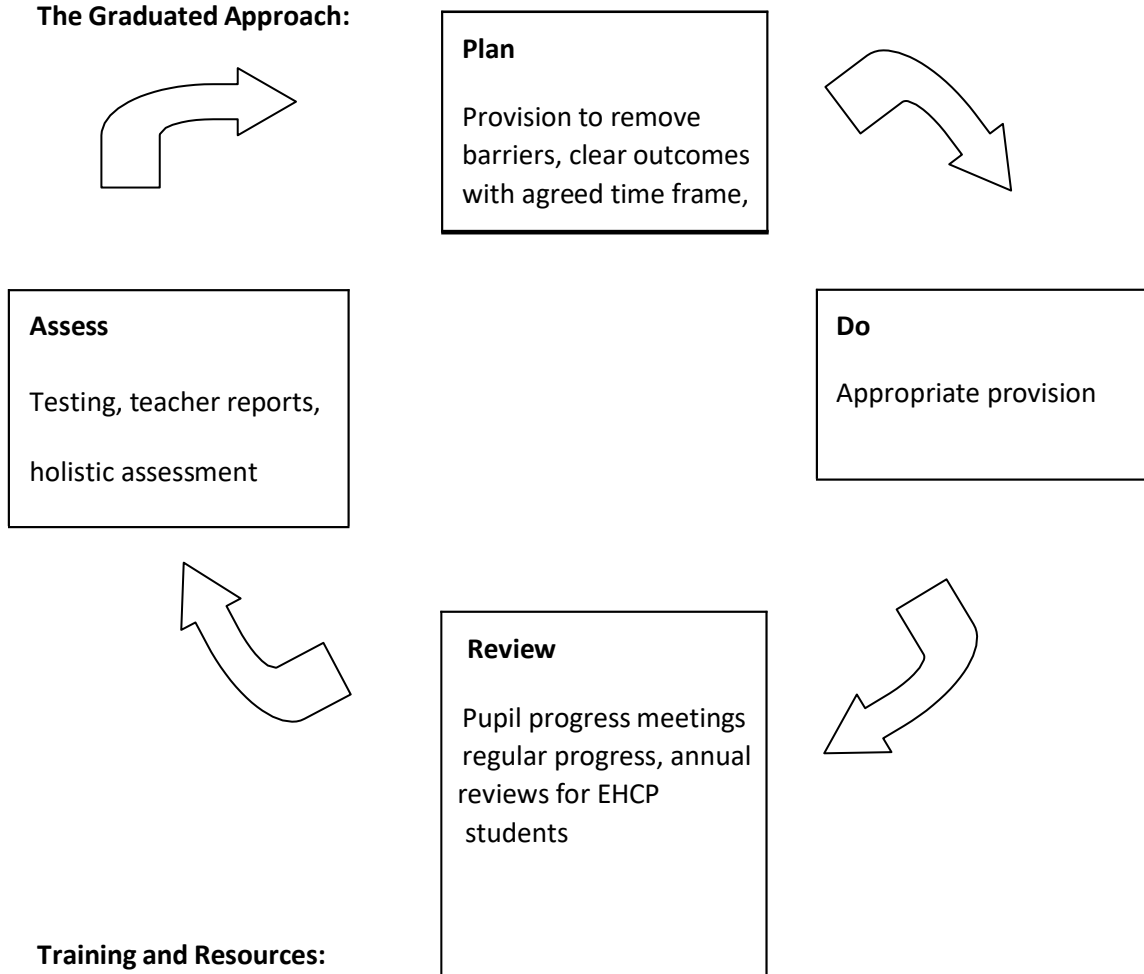 The Graduated Approach:
Plan
Provision to remove
barriers, clear outcomes
with agreed time frame,
Assess
Testing, teacher reports,
holistic assessment
Do
Appropriate provision
Review
Pupil progress meetings
regular progress, annual
reviews for EHCP
students
Training and Resources: